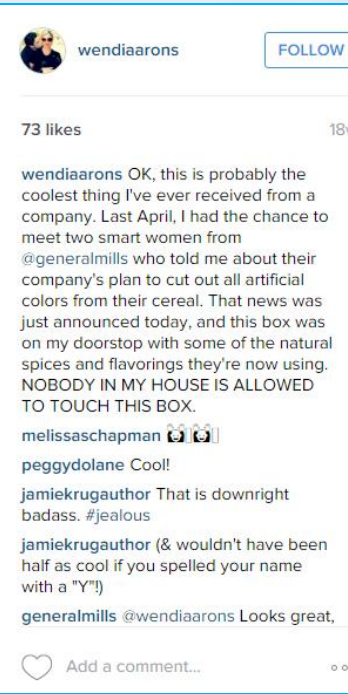 wendiaarons
FOLLOW
73 likes
18
wendiaarons OK, this is probably the
coolest thing I've ever received from a
company. Last April, I had the chance to
meet two smart women from
@generalmills who told me about their
company's plan to cut out all artificial
colors from their cereal. That news was
just announced today, and this box was
on my doorstop with some of the natural
spices and flavorings they're now using.
NOBODY IN MY HOUSE IS ALLOWED
TO TOUCH THIS BOX.
melissaschapman
peggydolane Cool!
jamiekrugauthor That is downright
badass. #jealous
jamiekrugauthor (& wouldn't have been
half as cool if you spelled your name
with a "Y"!)
generalmills @wendiaarons Looks great,
Add a comment...